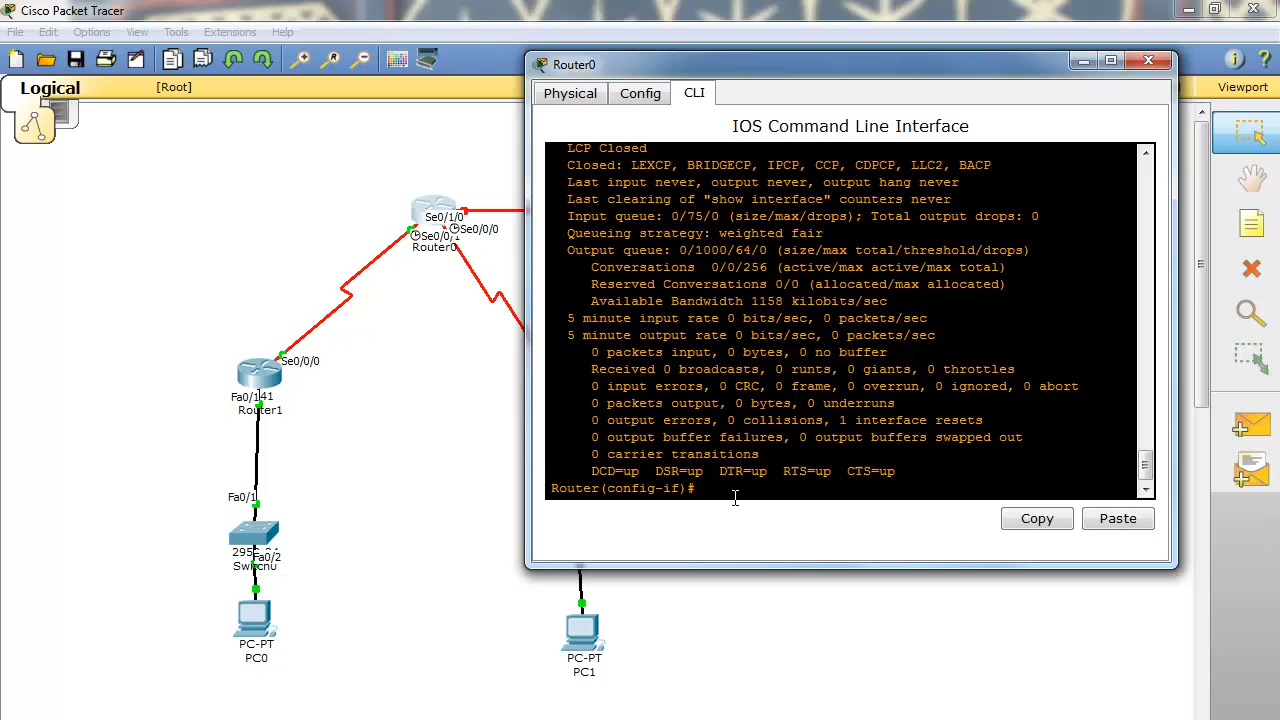 Cisco Packet Tracer
File Edit Options View Tools Extensions Help
Logical
[Root]
Viewport
Se0/1/0
Se0/0/0
Se0/0/1
Router0
Se0/0/0
Fa0/1
Router1
Fa0/1
Fa0/2
PC-PT
PC0
PC-PT
PC1
Router0
Physical Config CLI
IOS Command Line Interface
LCP Closed
Closed: LEXCP, BRIDGECP, IPCP, CCP, CDPCP, LLC2, BACP
Last input never, output never, output hang never
Last clearing of "show interface" counters never
Input queue: 0/75/0 (size/max/drops); Total output drops: 0
Queueing strategy: weighted fair
Output queue: 0/1000/64/0 (size/max total/threshold/drops)
Conversations 0/0/256 (active/max active/max total)
Reserved Conversations 0/0 (allocated/max allocated)
Available Bandwidth 1158 kilobits/sec
5 minute input rate 0 bits/sec, 0 packets/sec
5 minute output rate 0 bits/sec, 0 packets/sec
0 packets input, 0 bytes, 0 no buffer
Received 0 broadcasts, 0 runts, 0 giants, 0 throttles
0 input errors, 0 CRC, 0 frame, 0 overrun, 0 ignored, 0 abort
0 packets output, 0 bytes, 0 underruns
0 output errors, 0 collisions, 1 interface resets
0 output buffer failures, 0 output buffers swapped out
0 carrier transitions
DCD=up DSR=up DTR=up RTS=up CTS=up
Router(config-if)#
Copy Paste